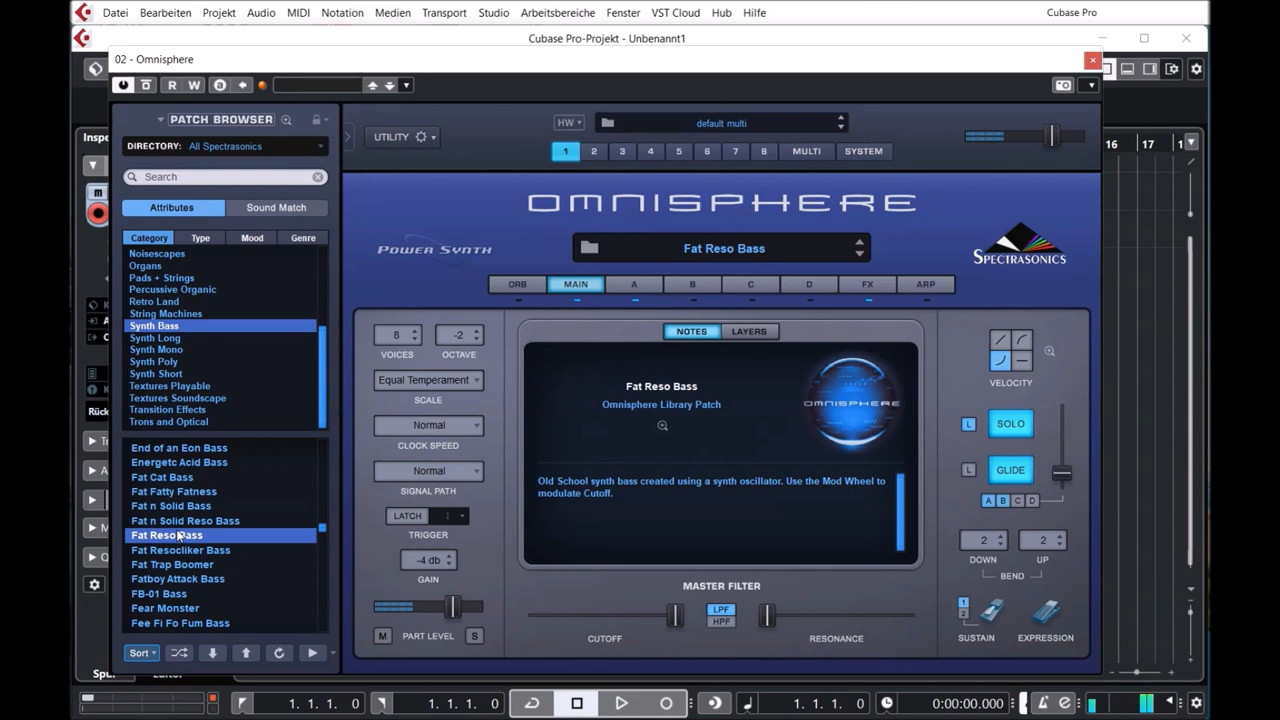 Datei Bearbeiten Projekt Audio MIDI Notation Medien Transport Studio Arbeitsbereiche Fenster VST Cloud Hub Hilfe Cubase Pro
Cubase Pro-Projekt - Unbenannt1
02 - Omnisphere
R W
PATCH BROWSER
DIRECTORY: All Spectrasonics
Search
Attributes Sound Match
Category Type Mood Genre
Noisescapes
Organs
Pads + Strings
Percussive Organic
Retro Land
String Machines
Synth Bass
Synth Long
Synth Mono
Synth Poly
Synth Short
Textures Playable
Textures Soundscape
Transition Effects
Trons and Optical
End of an Eon Bass
Energetc Acid Bass
Fat Cat Bass
Fat Fatty Fatness
Fat n Solid Bass
Fat n Solid Reso Bass
Fat Reso Bass
Fat Resocliker Bass
Fat Trap Boomer
Fatboy Attack Bass
FB-01 Bass
Fear Monster
Fee Fi Fo Fum Bass
Sort
UTILITY
HW
default multi
1 2 3 4 5 6 7 8 MULTI SYSTEM
OMNISPHERE
POWER SYNTH
Fat Reso Bass
SPECTRASONICS
ORB MAIN A B C D FX ARP
8 -2
VOICES OCTAVE
Equal Temperament
SCALE
Normal
CLOCK SPEED
Normal
SIGNAL PATH
LATCH
TRIGGER
-4 db
GAIN
M PART LEVEL S
NOTES LAYERS
Fat Reso Bass
Omnisphere Library Patch
OMNISPHERE
Old School synth bass created using a synth oscillator. Use the Mod Wheel to
modulate Cutoff.
MASTER FILTER
LPF
HPF
CUTOFF RESONANCE
VELOCITY
L SOLO
L GLIDE
A B C D
2 2
DOWN UP
BEND
1
2
SUSTAIN EXPRESSION
16 17
Inspe
m
Rück
1. 1. 1. 0 1. 1. 1. 0 1. 1. 1. 0 0:00:00.000